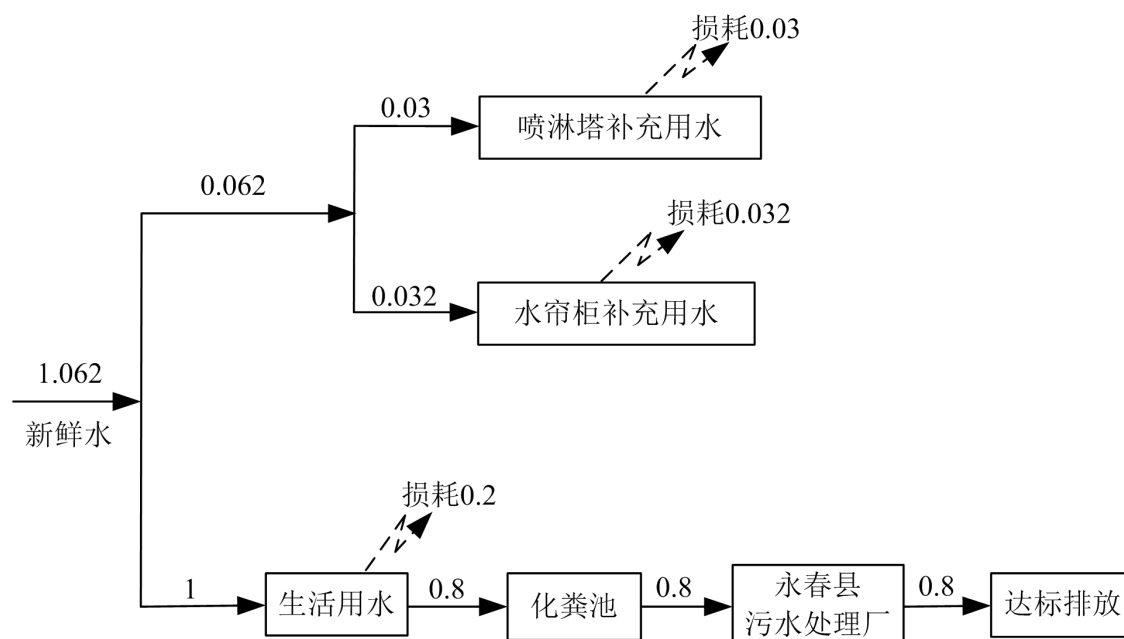 损耗0.03
0.03
喷淋塔补充用水
0.062
损耗0.032
0.032
水帘柜补充用水
1.062
新鲜水
损耗0.2
1
生活用水
0.8
化粪池
0.8
永春县
污水处理厂
0.8
达标排放